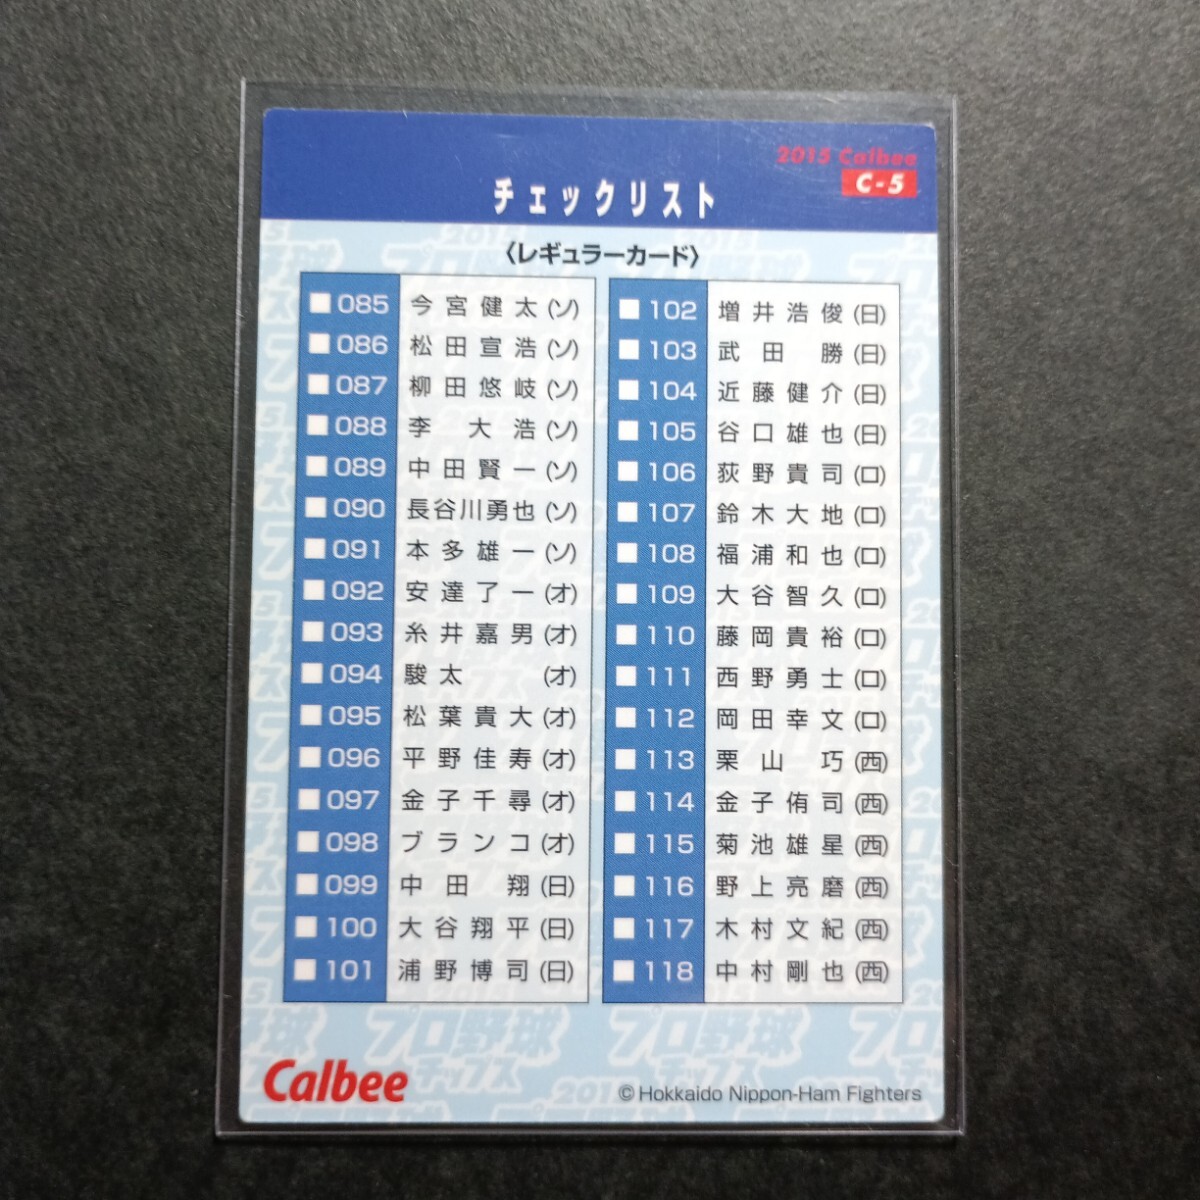 2015 Calbee
C-5
チェックリスト
〈レギュラーカード〉
085 今宮健太(ソ)
086 松田宣浩(ソ)
087 柳田悠岐(ソ)
088 李 大浩(ソ)
089 中田賢一(ソ)
090 長谷川勇也(ソ)
091 本多雄一(ソ)
092 安達了一(オ)
093 糸井嘉男(オ)
094 駿太 (オ)
095 松葉貴大(オ)
096 平野佳寿(オ)
097 金子千尋(オ)
098 ブランコ(オ)
099 中田 翔(日)
100 大谷翔平(日)
101 浦野博司(日)
102 増井浩俊(日)
103 武田 勝(日)
104 近藤健介(日)
105 谷口雄也(日)
106 荻野貴司(ロ)
107 鈴木大地(ロ)
108 福浦和也(ロ)
109 大谷智久(ロ)
110 藤岡貴裕(ロ)
111 西野勇士(ロ)
112 岡田幸文(ロ)
113 栗山 巧(西)
114 金子侑司(西)
115 菊池雄星(西)
116 野上亮磨(西)
117 木村文紀(西)
118 中村剛也(西)
Calbee
© Hokkaido Nippon-Ham Fighters